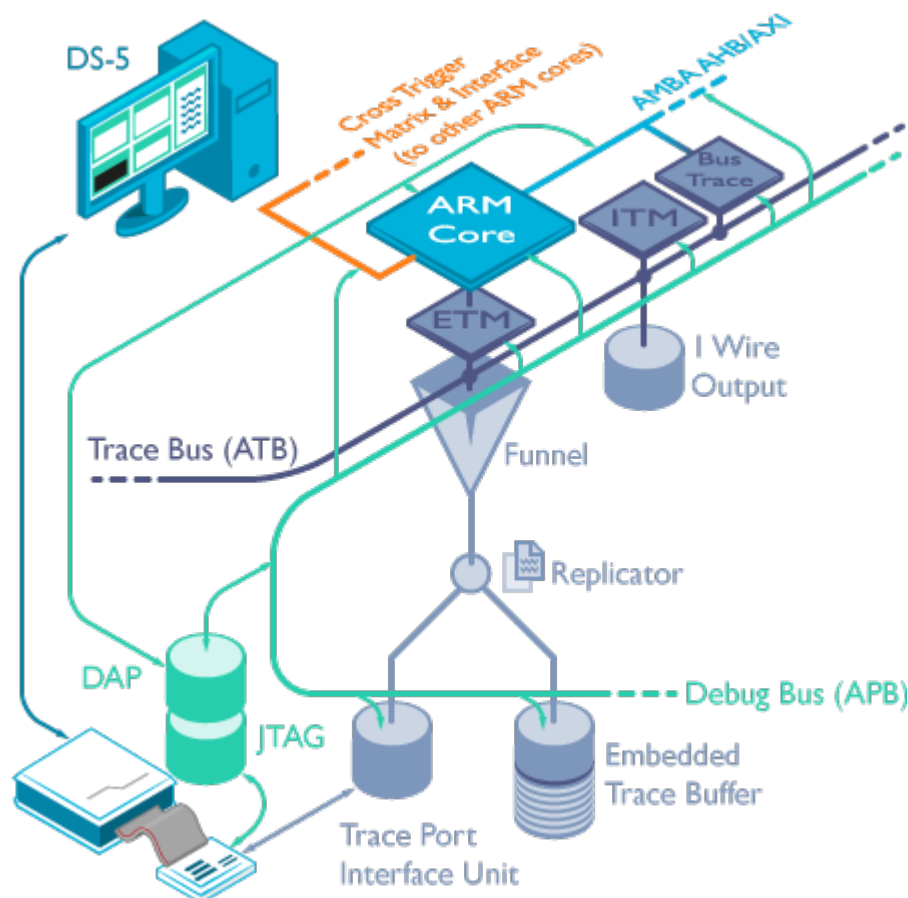 DS-5
Cross Trigger
Matrix & Interface
(to other ARM cores)
AMBA AHB/AXI
Bus
Trace
ITM
ARM
Core
ETM
1 Wire
Output
Trace Bus (ATB)
Funnel
Replicator
DAP
JTAG
Debug Bus (APB)
Embedded
Trace Buffer
Trace Port
Interface Unit